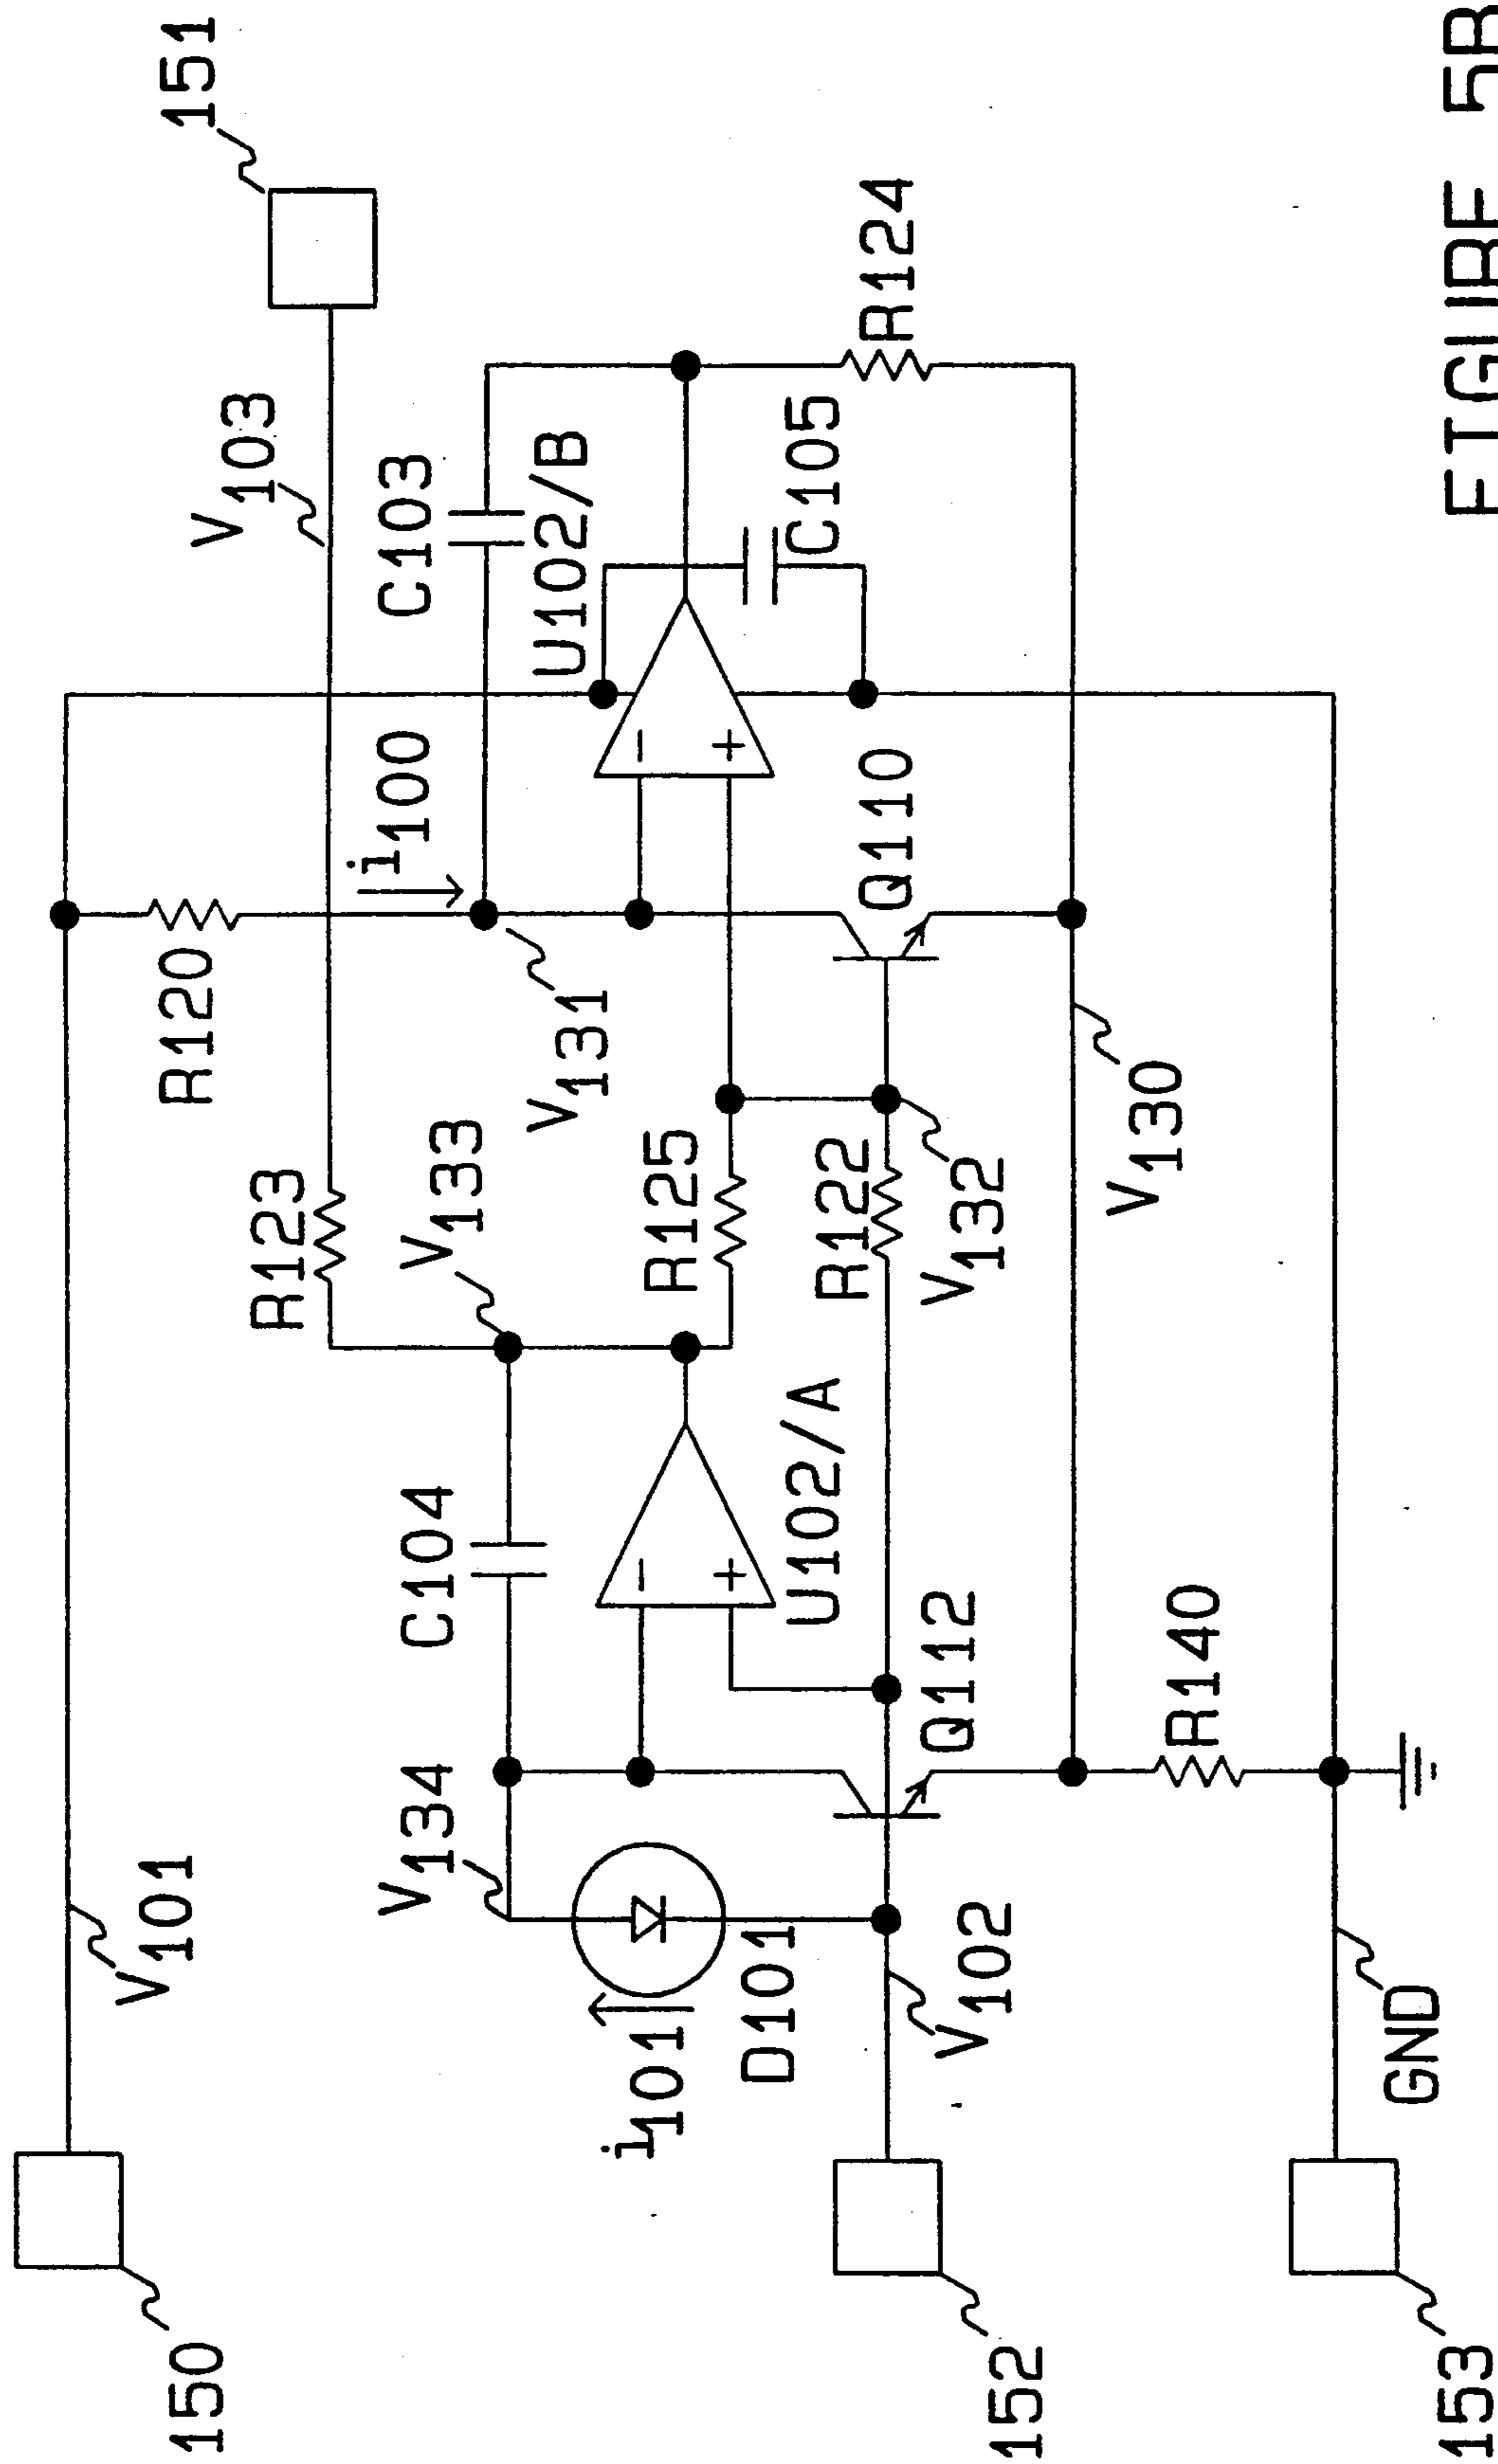 151
V101
R120
150
V103
R123
i100
C103
V134
C104
V133
U102/B
V131
i101
R125
D101
U102/A
C105
−
+
−
+
R122
Q110
R124
Q112
V102
V132
152
V130
R140
GND
153
FIGURE